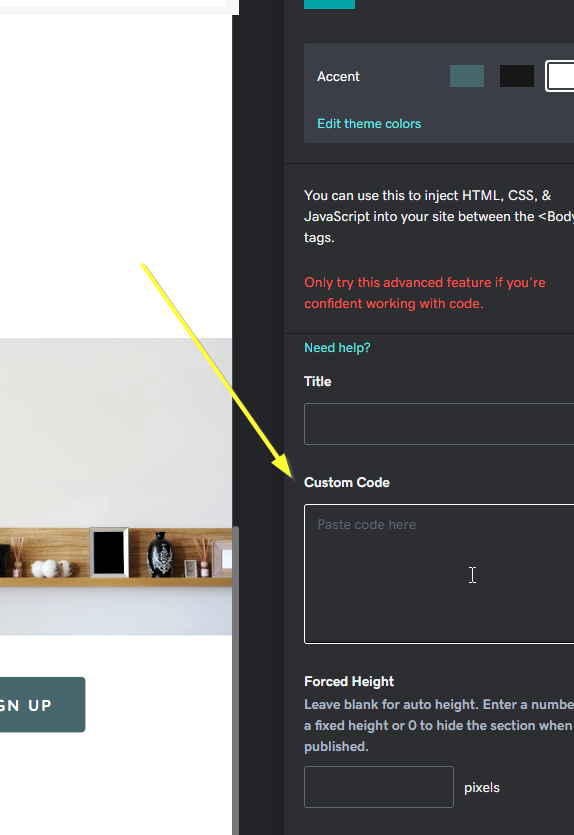 Accent
Edit theme colors
You can use this to inject HTML, CSS, &
JavaScript into your site between the <Body
tags.
Only try this advanced feature if you're
confident working with code.
Need help?
Title
Custom Code
Paste code here
GN UP
Forced Height
Leave blank for auto height. Enter a numbe
a fixed height or 0 to hide the section when
published.
pixels